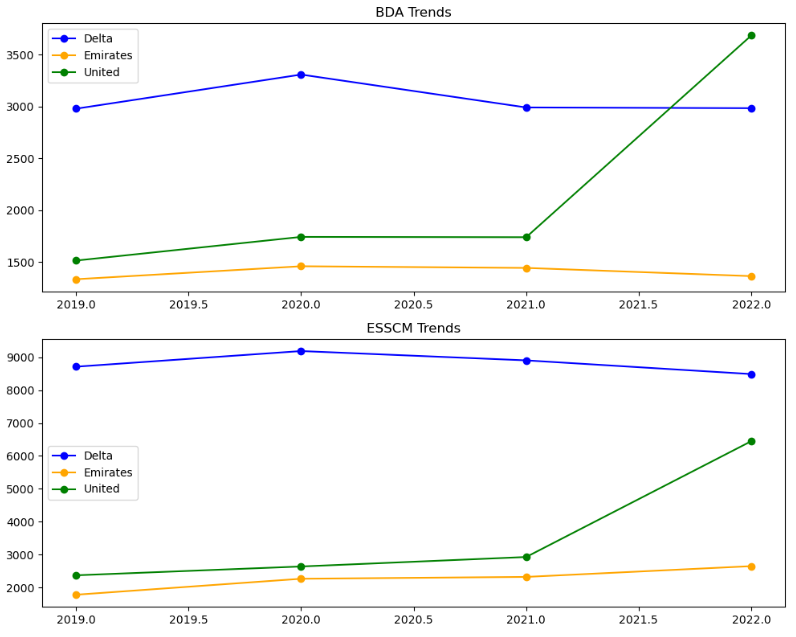 BDA Trends
Delta
Emirates
United
3500
3000
2500
2000
1500
2019.0 2019.5 2020.0 2020.5 2021.0 2021.5 2022.0
ESSCM Trends
9000
8000
7000
6000
5000
4000
3000
2000
Delta
Emirates
United
2019.0 2019.5 2020.0 2020.5 2021.0 2021.5 2022.0